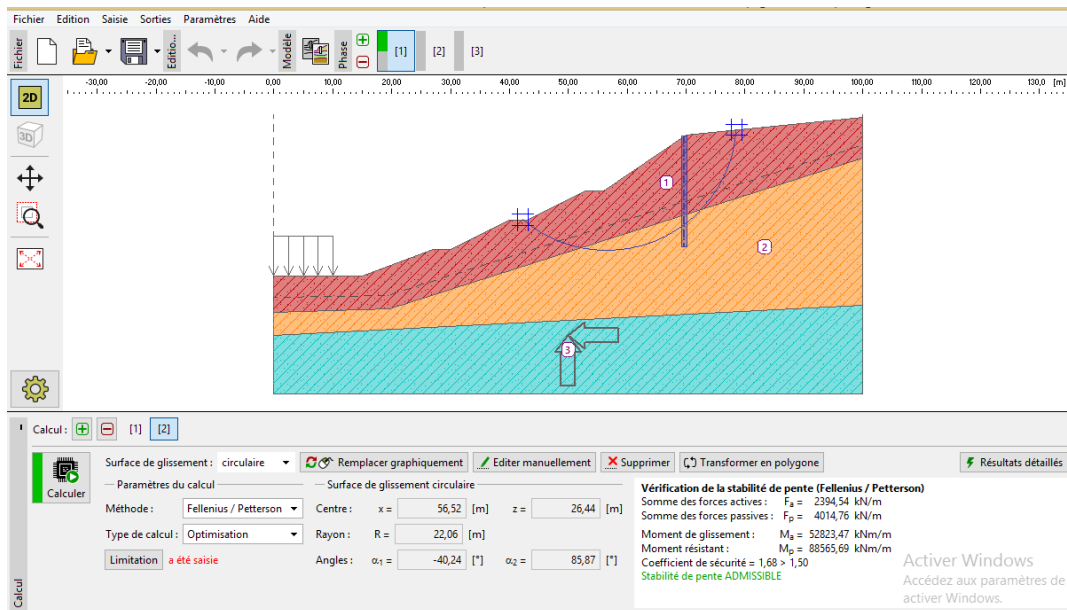 Fichier Edition Saisie Sorties Paramètres Aide
Fichier
Editio...
Modèle
Phase
[1] [2] [3]
2D
3D
-30,00 -20,00 -10,00 0,00 10,00 20,00 30,00 40,00 50,00 60,00 70,00 80,00 90,00 100,00 110,00 120,00 130,0 [m]
1
2
3
Calcul : [1] [2]
Calculer
Surface de glissement : circulaire Remplacer graphiquement Editer manuellement Supprimer Transformer en polygone Résultats détaillés
Paramètres du calcul
Méthode : Fellenius / Petterson
Type de calcul : Optimisation
Limitation a été saisie
Surface de glissement circulaire
Centre : x = 56,52 [m] z = 26,44 [m]
Rayon : R = 22,06 [m]
Angles : α1 = -40,24 [°] α2 = 85,87 [°]
Vérification de la stabilité de pente (Fellenius / Petterson)
Somme des forces actives : Fa = 2394,54 kN/m
Somme des forces passives : Fp = 4014,76 kN/m
Moment de glissement : Ma = 52823,47 kNm/m
Moment résistant : Mp = 88565,69 kNm/m
Coefficient de sécurité = 1,68 > 1,50
Stabilité de pente ADMISSIBLE
Activer Windows
Accédez aux paramètres de
activer Windows.
Calcul